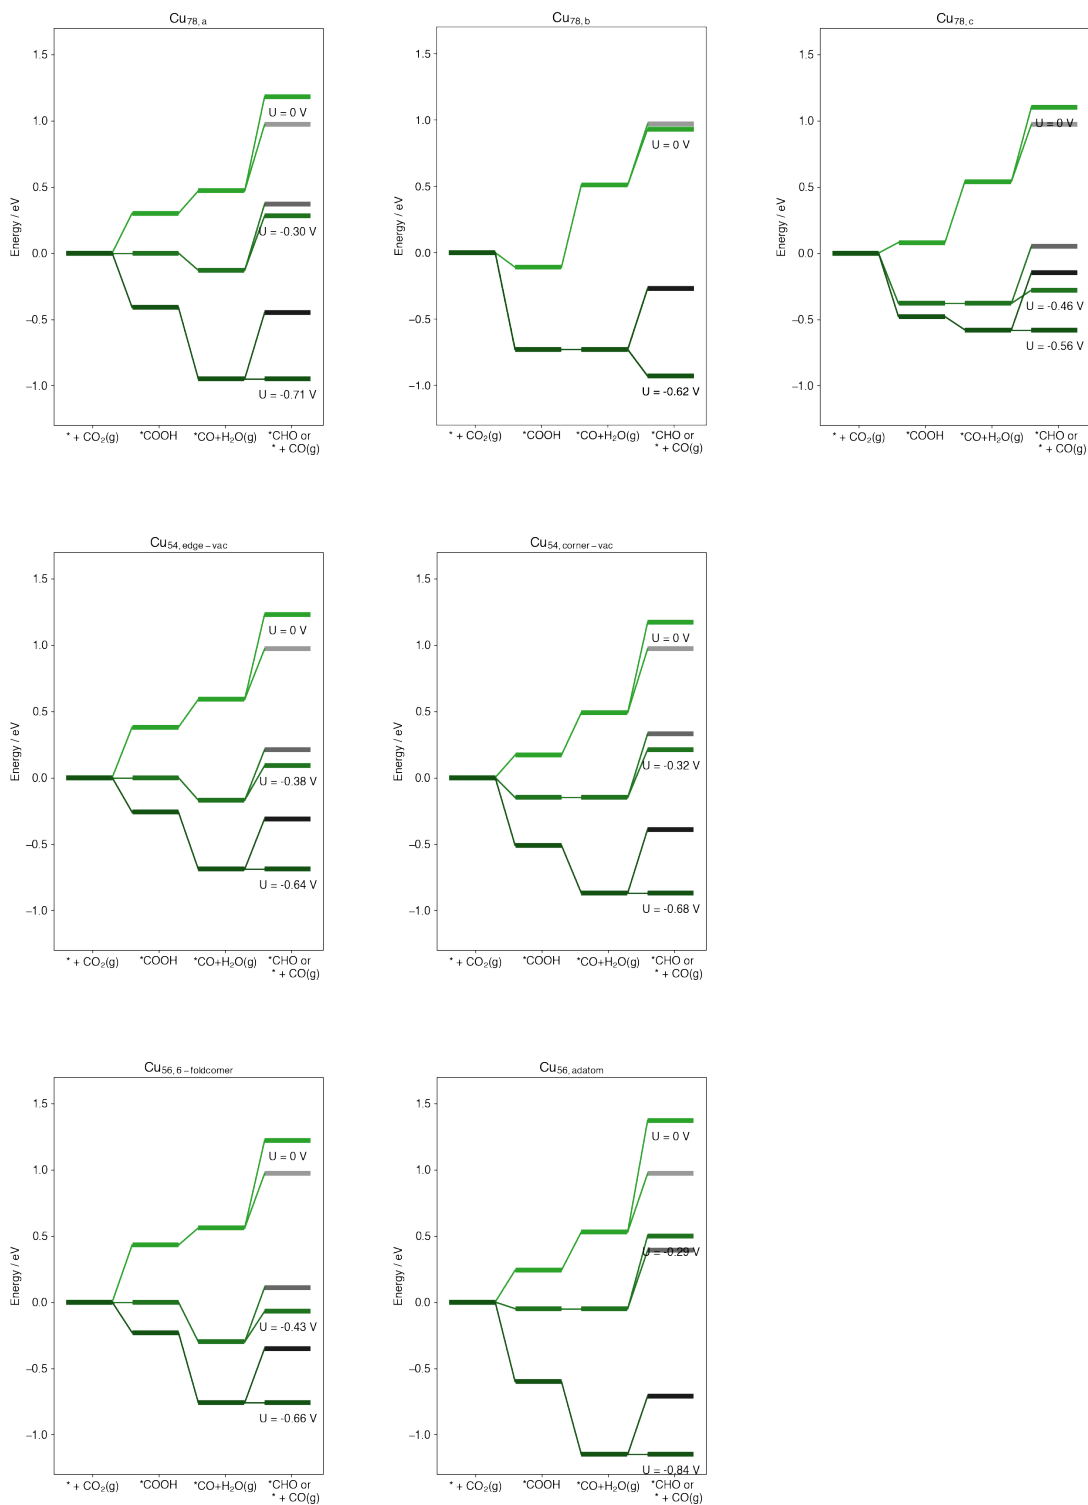 Cu78, a
1.5
1.0
0.5
0.0
−0.5
−1.0
Energy / eV
U = 0 V
U = -0.30 V
U = -0.71 V
* + CO2(g)
*COOH
*CO+H2O(g)
*CHO or
* + CO(g)
Cu78, b
1.5
1.0
0.5
0.0
−0.5
−1.0
Energy / eV
U = 0 V
U = -0.62 V
* + CO2(g)
*COOH
*CO+H2O(g)
*CHO or
* + CO(g)
Cu78, c
1.5
1.0
0.5
0.0
−0.5
−1.0
Energy / eV
U = 0 V
U = -0.46 V
U = -0.56 V
* + CO2(g)
*COOH
*CO+H2O(g)
*CHO or
* + CO(g)
Cu54, edge−vac
1.5
1.0
0.5
0.0
−0.5
−1.0
Energy / eV
U = 0 V
U = -0.38 V
U = -0.64 V
* + CO2(g)
*COOH
*CO+H2O(g)
*CHO or
* + CO(g)
Cu54, corner−vac
1.5
1.0
0.5
0.0
−0.5
−1.0
Energy / eV
U = 0 V
U = -0.32 V
U = -0.68 V
* + CO2(g)
*COOH
*CO+H2O(g)
*CHO or
* + CO(g)
Cu56, 6−foldcorner
1.5
1.0
0.5
0.0
−0.5
−1.0
Energy / eV
U = 0 V
U = -0.43 V
U = -0.66 V
* + CO2(g)
*COOH
*CO+H2O(g)
*CHO or
* + CO(g)
Cu56, adatom
1.5
1.0
0.5
0.0
−0.5
−1.0
Energy / eV
U = 0 V
U = -0.29 V
U = -0.84 V
* + CO2(g)
*COOH
*CO+H2O(g)
*CHO or
* + CO(g)